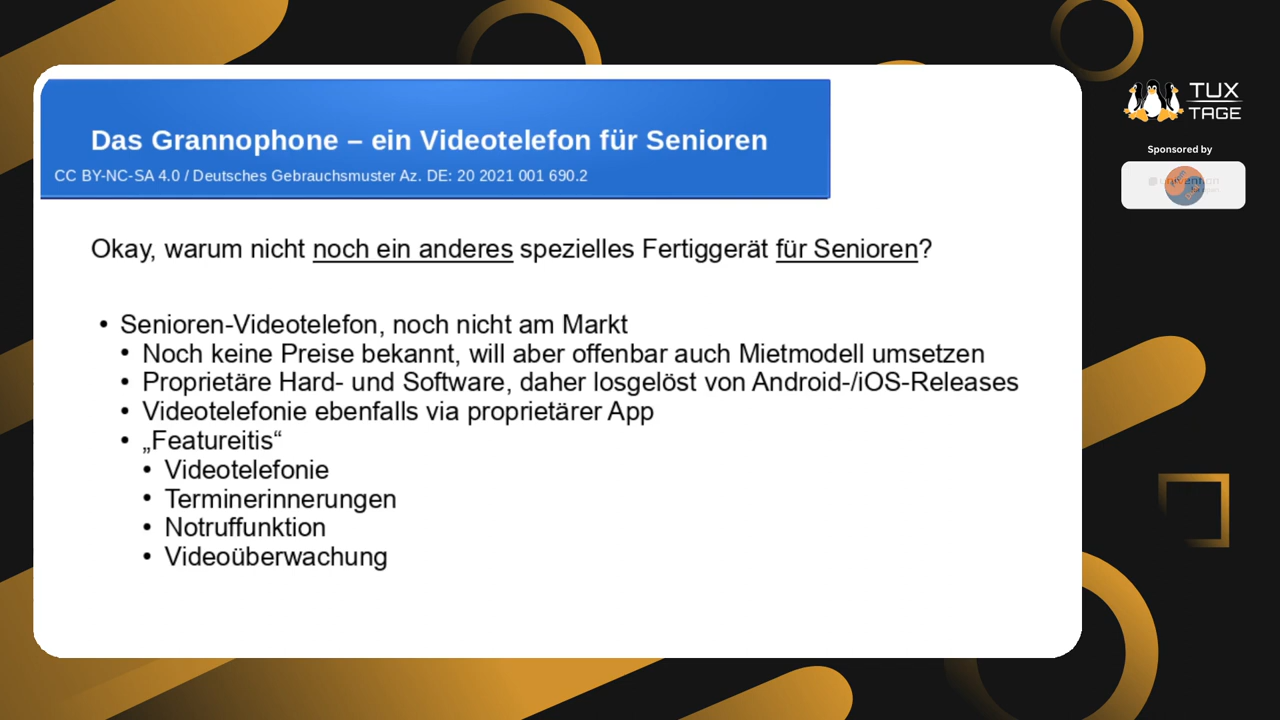 Das Grannophone – ein Videotelefon für Senioren
CC BY-NC-SA 4.0 / Deutsches Gebrauchsmuster Az. DE: 20 2021 001 690.2
Okay, warum nicht noch ein anderes spezielles Fertiggerät für Senioren?
• Senioren-Videotelefon, noch nicht am Markt
• Noch keine Preise bekannt, will aber offenbar auch Mietmodell umsetzen
• Proprietäre Hard- und Software, daher losgelöst von Android-/iOS-Releases
• Videotelefonie ebenfalls via proprietärer App
• „Featureitis“
• Videotelefonie
• Terminerinnerungen
• Notruffunktion
• Videoüberwachung
TUX
TAGE
Sponsored by